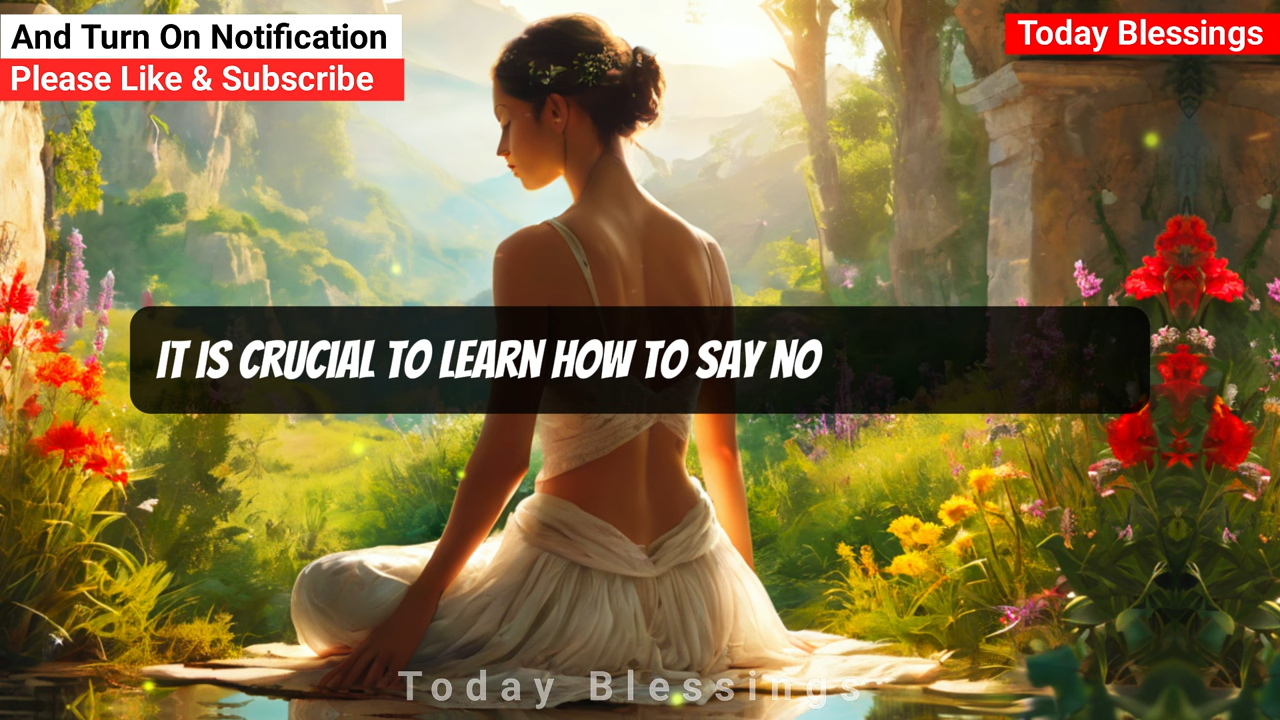 And Turn On Notification
Please Like & Subscribe
Today Blessings
IT IS CRUCIAL TO LEARN HOW TO SAY NO
Today Blessings